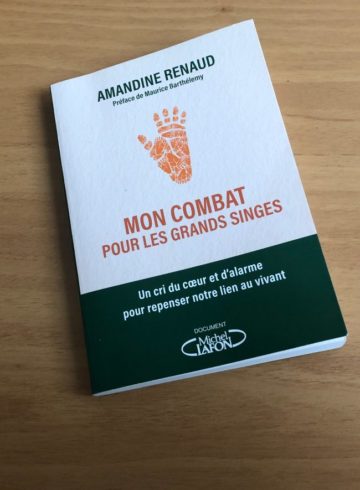 AMANDINE RENAUD
Préface de Maurice Barthélemy
MON COMBAT
POUR LES GRANDS SINGES
Un cri du cœur et d'alarme
pour repenser notre lien au vivant
DOCUMENT
Michel
LAFON